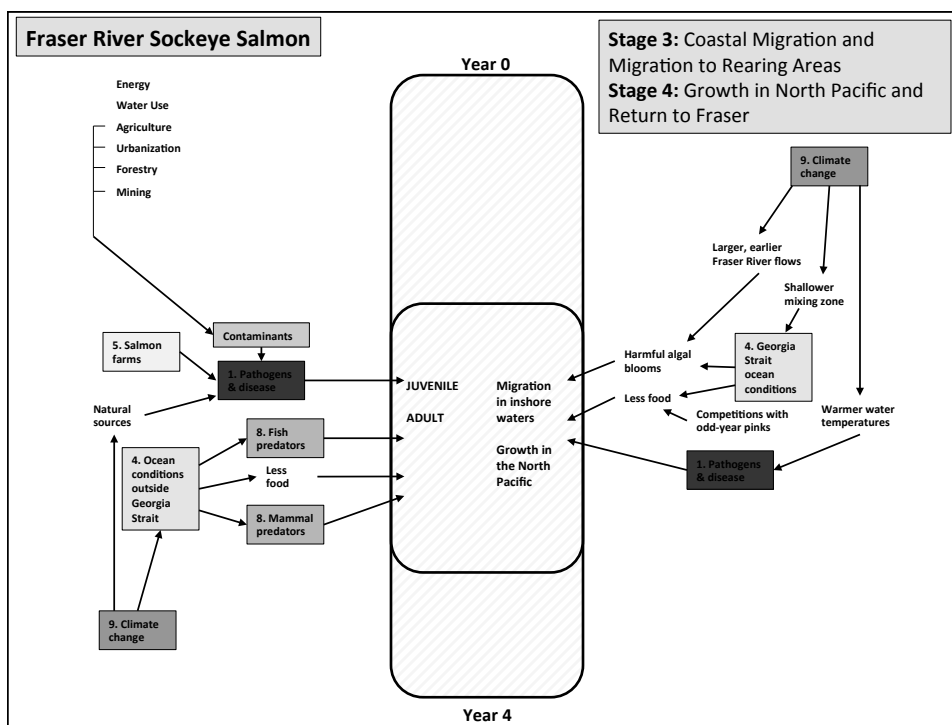 Fraser River Sockeye Salmon
Stage 3: Coastal Migration and
Migration to Rearing Areas
Stage 4: Growth in North Pacific and
Return to Fraser
Year 0
Energy
Water Use
Agriculture
Urbanization
Forestry
Mining
Contaminants
5. Salmon
farms
1. Pathogens
& disease
Natural
sources
8. Fish
predators
4. Ocean
conditions
outside
Georgia
Strait
Less
food
8. Mammal
predators
9. Climate
change
JUVENILE
ADULT
Migration
in inshore
waters
Growth in
the North
Pacific
9. Climate
change
Larger, earlier
Fraser River flows
Shallower
mixing zone
Harmful algal
blooms
4. Georgia
Strait
ocean
conditions
Less food
Competitions with
odd-year pinks
Warmer water
temperatures
1. Pathogens
& disease
Year 4